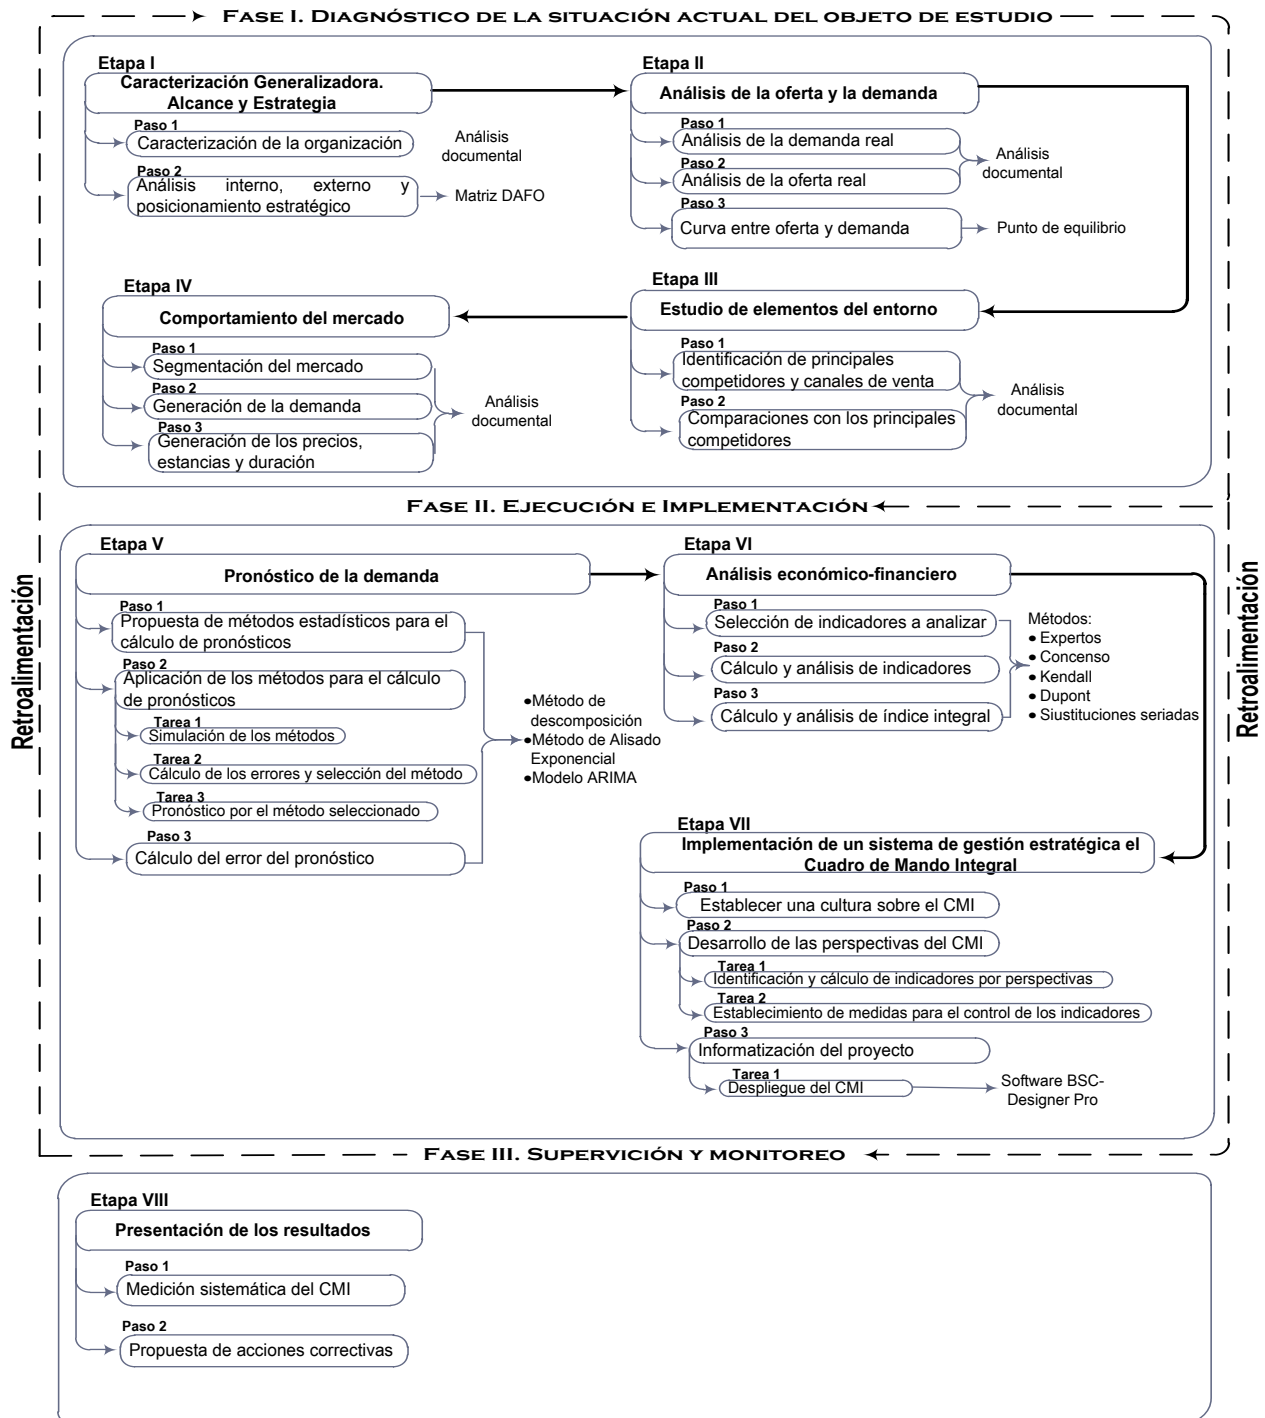 FASE I. DIAGNÓSTICO DE LA SITUACIÓN ACTUAL DEL OBJETO DE ESTUDIO
Etapa I
Caracterización Generalizadora.
Alcance y Estrategia
Paso 1
Caracterización de la organización
Análisis
documental
Paso 2
Análisis interno, externo y
posicionamiento estratégico
Matriz DAFO
Etapa II
Análisis de la oferta y la demanda
Paso 1
Análisis de la demanda real
Paso 2
Análisis de la oferta real
Análisis
documental
Paso 3
Curva entre oferta y demanda
Punto de equilibrio
Etapa III
Estudio de elementos del entorno
Paso 1
Identificación de principales
competidores y canales de venta
Paso 2
Comparaciones con los principales
competidores
Análisis
documental
Etapa IV
Comportamiento del mercado
Paso 1
Segmentación del mercado
Paso 2
Generación de la demanda
Paso 3
Generación de los precios,
estancias y duración
Análisis
documental
FASE II. EJECUCIÓN E IMPLEMENTACIÓN
Retroalimentación
Retroalimentación
Etapa V
Pronóstico de la demanda
Paso 1
Propuesta de métodos estadísticos para el
cálculo de pronósticos
Paso 2
Aplicación de los métodos para el cálculo
de pronósticos
Tarea 1
Simulación de los métodos
Tarea 2
Cálculo de los errores y selección del método
Tarea 3
Pronóstico por el método seleccionado
Paso 3
Cálculo del error del pronóstico
●Método de
descomposición
●Método de Alisado
Exponencial
●Modelo ARIMA
Etapa VI
Análisis económico-financiero
Paso 1
Selección de indicadores a analizar
Paso 2
Cálculo y análisis de indicadores
Paso 3
Cálculo y análisis de índice integral
Métodos:
● Expertos
● Concenso
● Kendall
● Dupont
● Siustituciones seriadas
Etapa VII
Implementación de un sistema de gestión estratégica el
Cuadro de Mando Integral
Paso 1
Establecer una cultura sobre el CMI
Paso 2
Desarrollo de las perspectivas del CMI
Tarea 1
Identificación y cálculo de indicadores por perspectivas
Tarea 2
Establecimiento de medidas para el control de los indicadores
Paso 3
Informatización del proyecto
Tarea 1
Despliegue del CMI
Software BSC-
Designer Pro
FASE III. SUPERVICIÓN Y MONITOREO
Etapa VIII
Presentación de los resultados
Paso 1
Medición sistemática del CMI
Paso 2
Propuesta de acciones correctivas